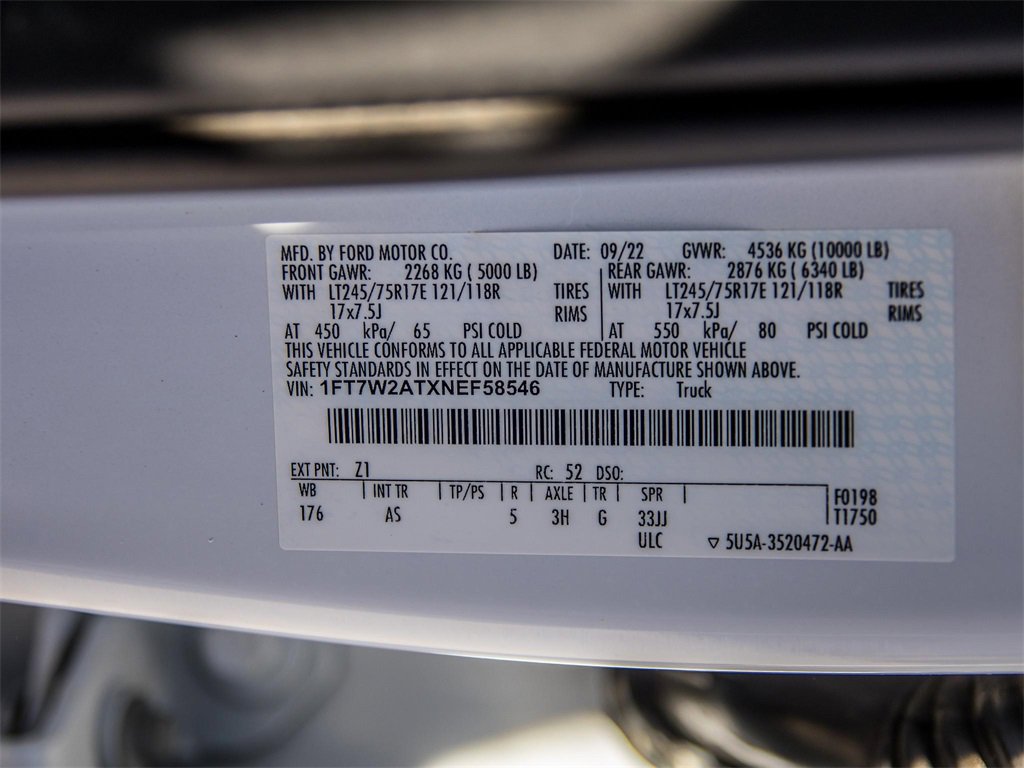 MFD. BY FORD MOTOR CO. DATE: 09/22 GVWR: 4536 KG (10000 LB)
FRONT GAWR: 2268 KG ( 5000 LB) REAR GAWR: 2876 KG ( 6340 LB)
WITH LT245/75R17E 121/118R TIRES WITH LT245/75R17E 121/118R TIRES
17x7.5J RIMS 17x7.5J RIMS
AT 450 kPa/ 65 PSI COLD AT 550 kPa/ 80 PSI COLD
THIS VEHICLE CONFORMS TO ALL APPLICABLE FEDERAL MOTOR VEHICLE
SAFETY STANDARDS IN EFFECT ON THE DATE OF MANUFACTURE SHOWN ABOVE.
VIN: 1FT7W2ATXNEF58546 TYPE: Truck
EXT PNT: Z1 RC: 52 DSO:
WB INT TR TP/PS R AXLE TR SPR F0198
176 AS 5 3H G 33JJ T1750
ULC ▽ 5U5A-3520472-AA